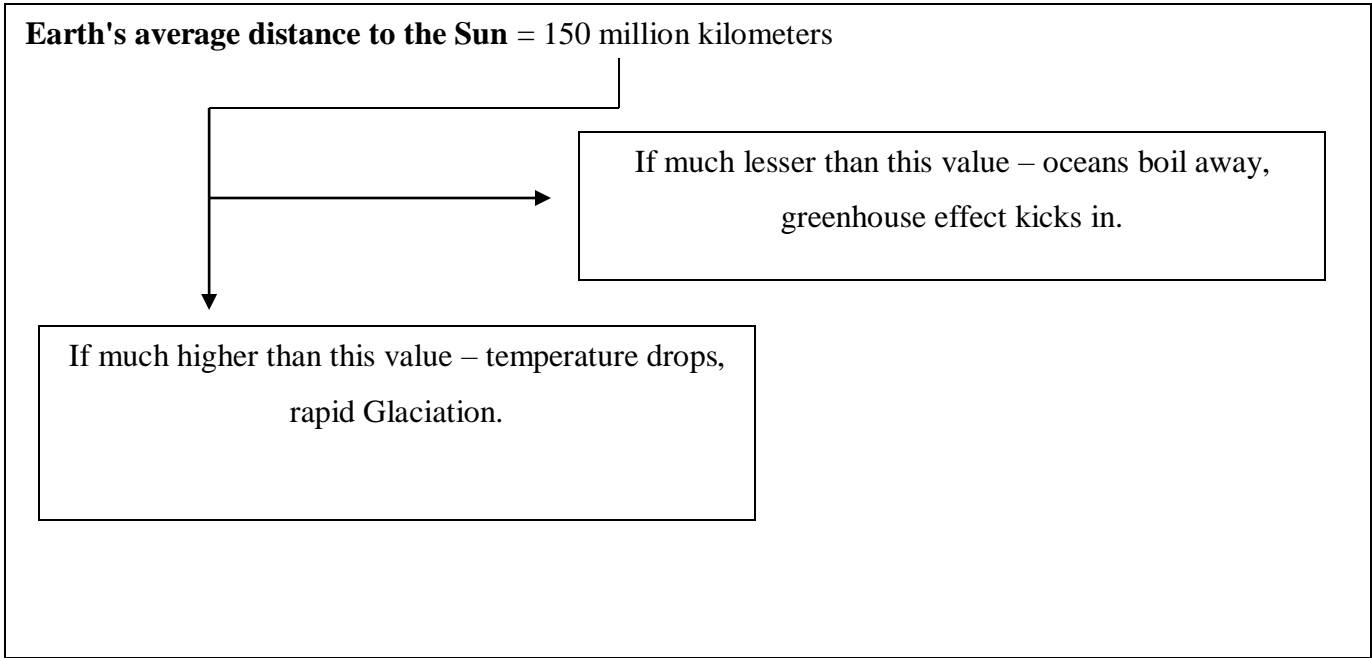 Earth's average distance to the Sun = 150 million kilometers
If much lesser than this value – oceans boil away,
greenhouse effect kicks in.
If much higher than this value – temperature drops,
rapid Glaciation.